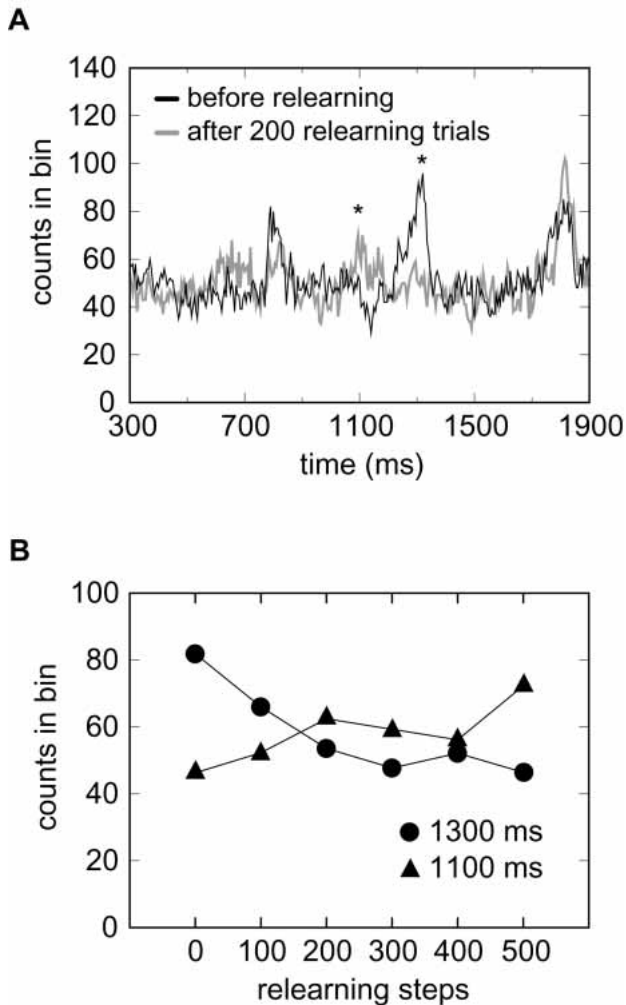 A
140
120
100
80
60
40
20
0
counts in bin
before relearning
after 200 relearning trials
*
*
300 700 1100 1500 1900
time (ms)
B
100
80
60
40
20
0
counts in bin
1300 ms
1100 ms
0 100 200 300 400 500
relearning steps